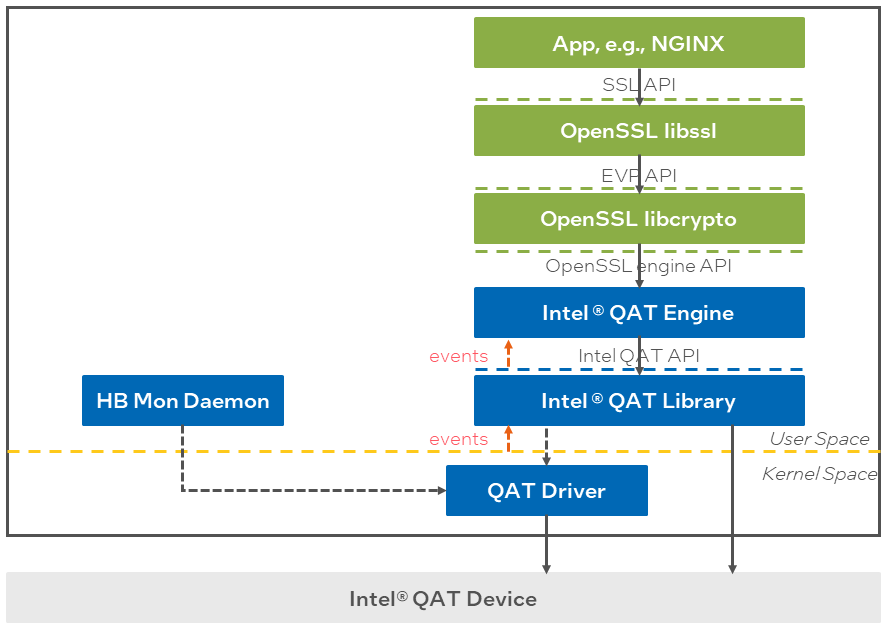 App, e.g., NGINX
SSL API
OpenSSL libssl
EVP API
OpenSSL libcrypto
OpenSSL engine API
Intel® QAT Engine
events
Intel QAT API
HB Mon Daemon
Intel® QAT Library
events
User Space
Kernel Space
QAT Driver
Intel® QAT Device